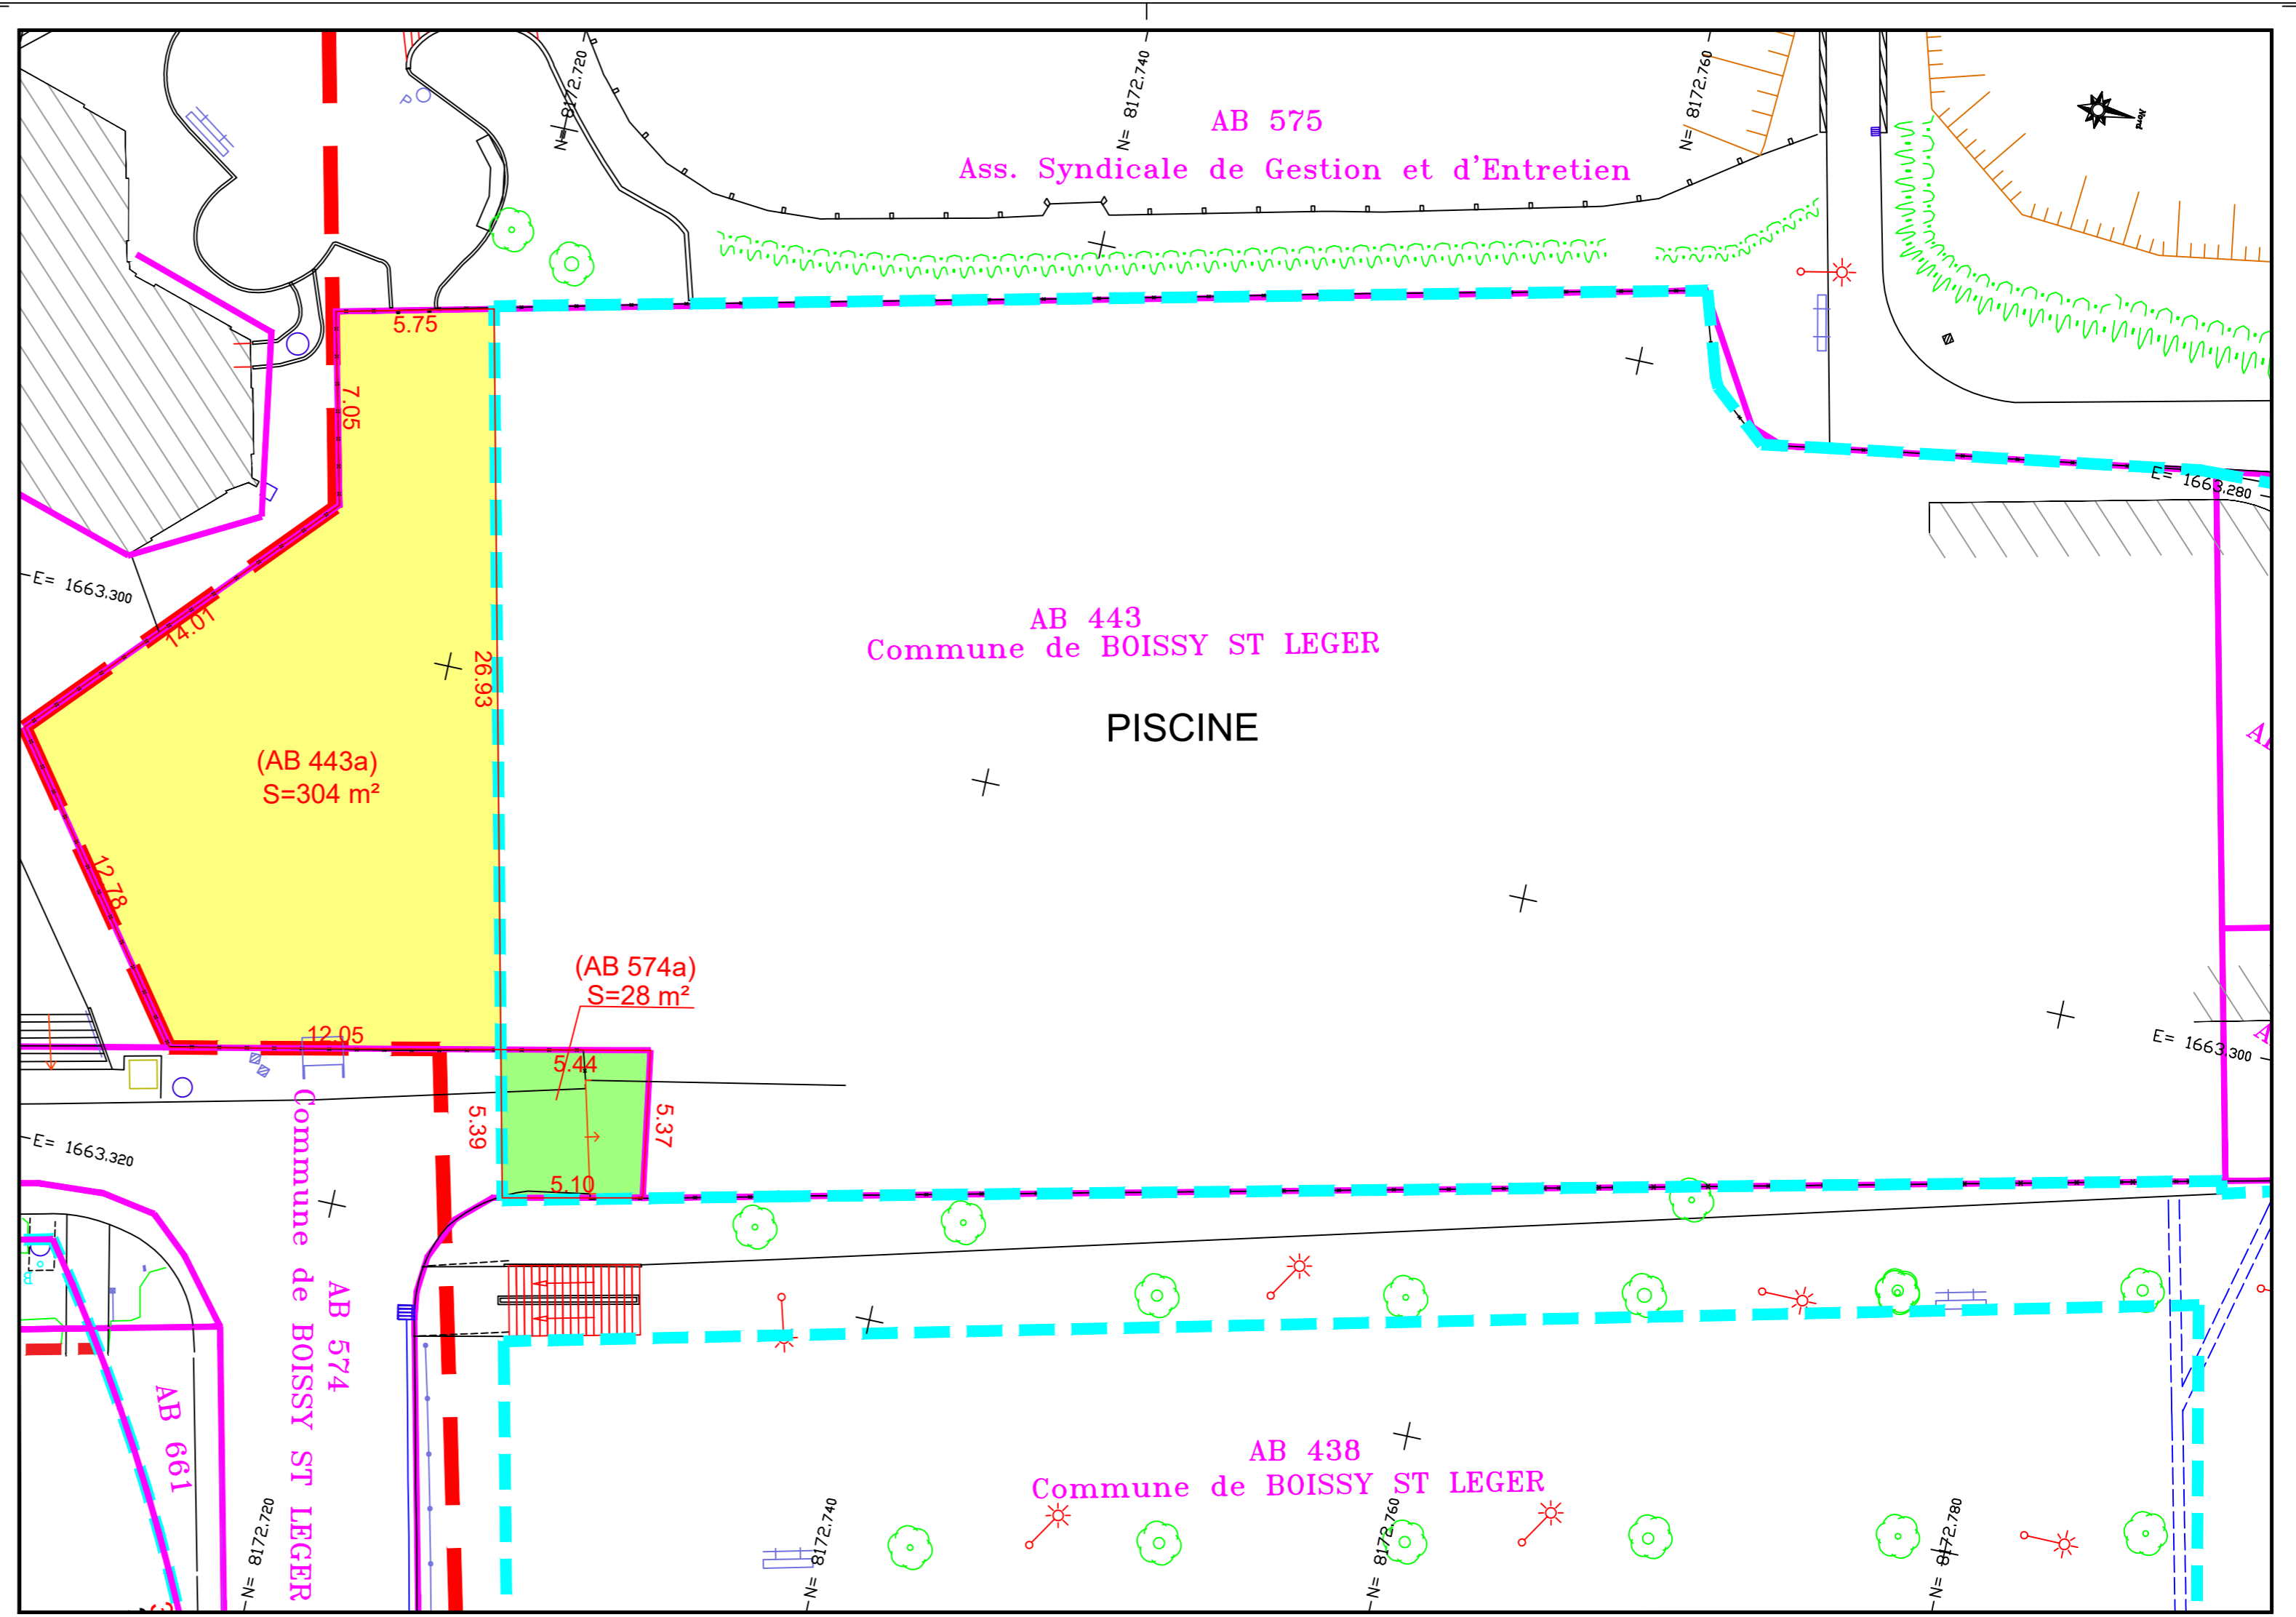 N= 8172.720
N= 8172.740
N= 8172.760
P
Nord
AB 575
Ass. Syndicale de Gestion et d'Entretien
5.75
7.05
E= 1663.280
E= 1663.300
14.01
26.93
AB 443
Commune de BOISSY ST LEGER
PISCINE
(AB 443a)
S=304 m²
12.78
(AB 574a)
S=28 m²
12.05
5.44
E= 1663.300
5.39
5.37
E= 1663.320
5.10
AB 574
Commune de BOISSY ST LEGER
AB 661
AB 438
Commune de BOISSY ST LEGER
N= 8172.720
N= 8172.740
N= 8172.760
N= 8172.780